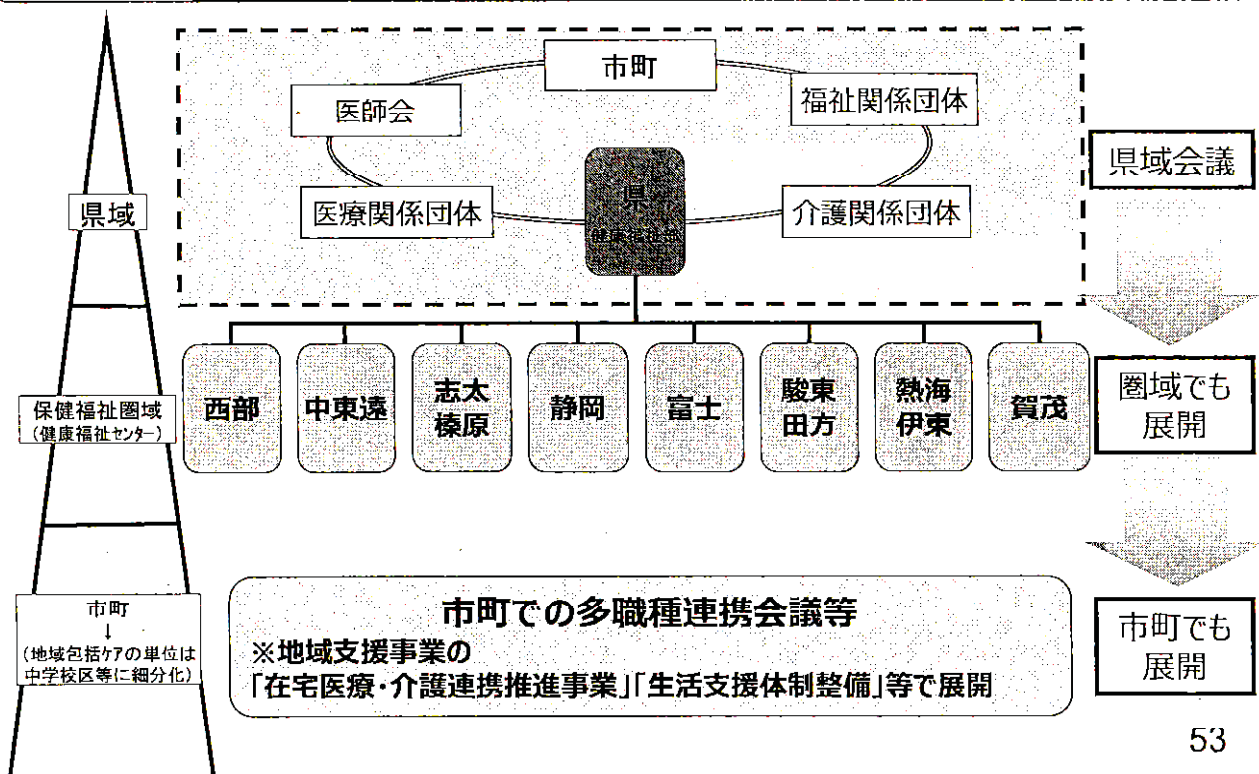 市町
医師会
福祉関係団体
県域会議
県
県域
医療関係団体
介護関係団体
西部
中東遠
志太
榛原
静岡
富士
駿東
田方
熱海
伊東
賀茂
圏域でも
展開
保健福祉圏域
(健康福祉センター)
市町での多職種連携会議等
※地域支援事業の
「在宅医療・介護連携推進事業」「生活支援体制整備」等で展開
市町
↓
(地域包括ケアの単位は
中学校区等に細分化)
市町でも
展開
53